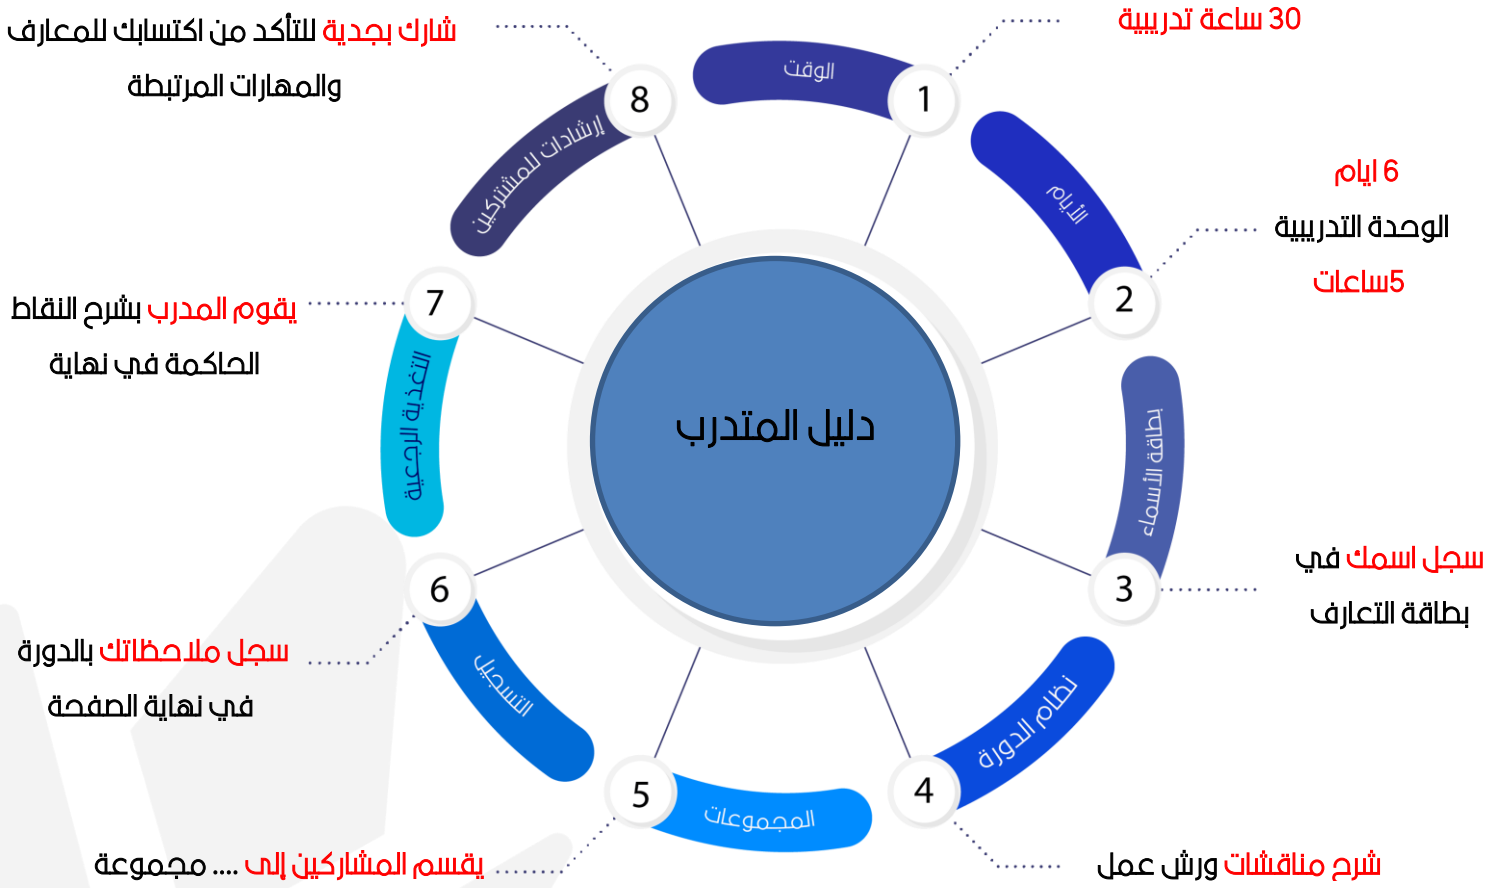 دليل المتدرب
1
الوقت
30 ساعة تدريبية
2
الأيام
6 ايام
الوحدة التدريبية
5ساعات
3
بطاقة الأسماء
سجل اسمك في
بطاقة التعارف
4
نظام الدورة
شرح مناقشات ورش عمل
5
المجموعات
يقسم المشاركين إلى .... مجموعة
6
التسجيل
سجل ملاحظاتك بالدورة
في نهاية الصفحة
7
التغذية الرجعية
يقوم المدرب بشرح النقاط
الحاكمة في نهاية
8
إرشادات للمشتركين
شارك بجدية للتأكد من اكتسابك للمعارف
والمهارات المرتبطة